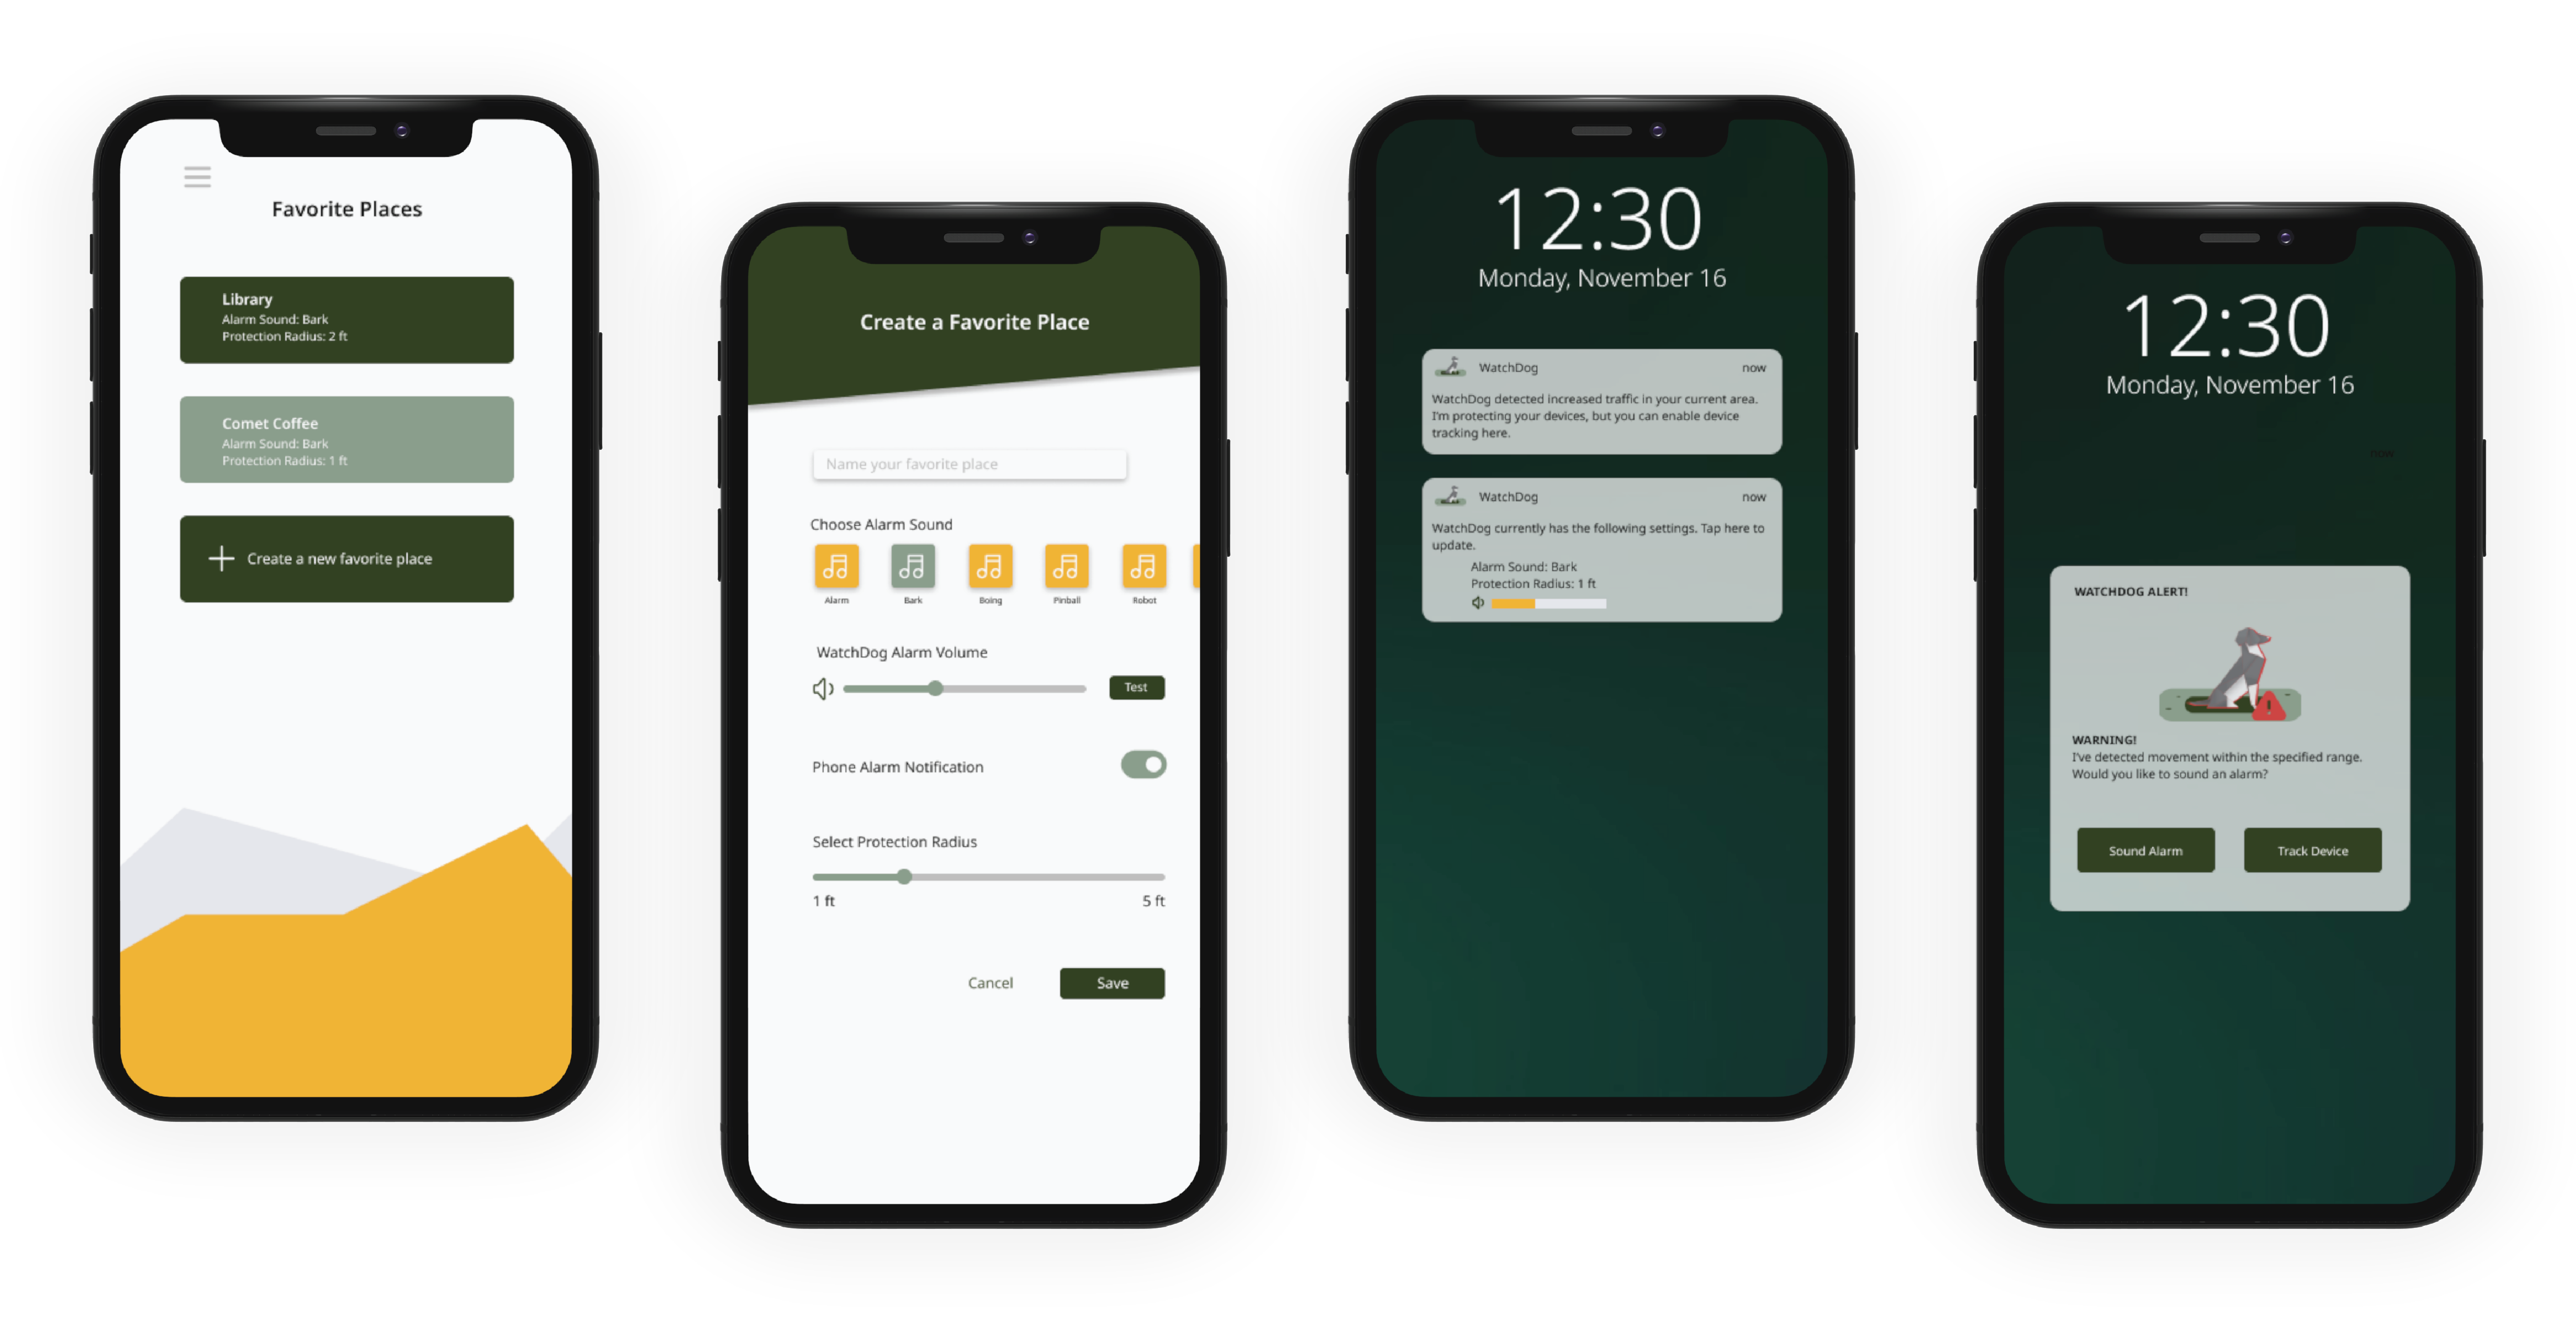 Favorite Places
Library
Alarm Sound: Bark
Protection Radius: 2 ft
Comet Coffee
Alarm Sound: Bark
Protection Radius: 1 ft
Create a new favorite place
Create a Favorite Place
Name your favorite place
Choose Alarm Sound
Alarm Bark Boing Pinball Robot
WatchDog Alarm Volume
Test
Phone Alarm Notification
Select Protection Radius
1 ft 5 ft
Cancel Save
12:30
Monday, November 16
WatchDog now
WatchDog detected increased traffic in your current area.
I'm protecting your devices, but you can enable device
tracking here.
WatchDog now
WatchDog currently has the following settings. Tap here to
update.
Alarm Sound: Bark
Protection Radius: 1 ft
12:30
Monday, November 16
now
WATCHDOG ALERT!
WARNING!
I've detected movement within the specified range.
Would you like to sound an alarm?
Sound Alarm Track Device